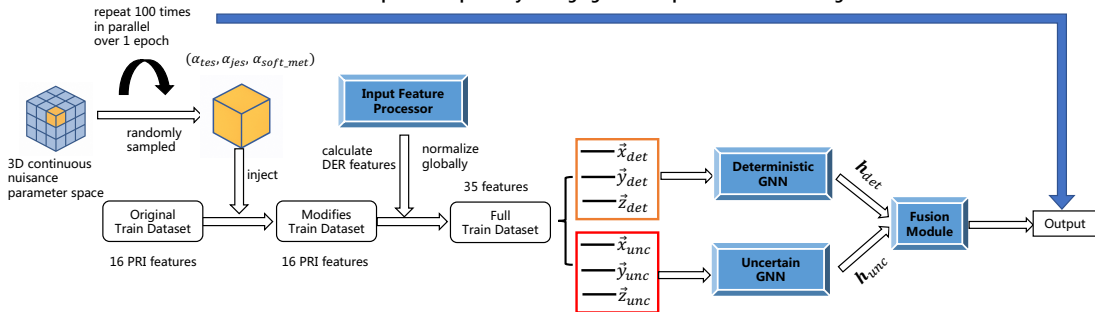 repeat 100 times
in parallel
over 1 epoch
(α_tes, α_jes, α_soft_met)
randomly
sampled
3D continuous
nuisance
parameter space
inject
Input Feature
Processor
calculate
DER features
normalize
globally
35 features
Original
Train Dataset
16 PRI features
Modifies
Train Dataset
16 PRI features
Full
Train Dataset
x⃗_det
y⃗_det
z⃗_det
x⃗_unc
y⃗_unc
z⃗_unc
Deterministic
GNN
Uncertain
GNN
h_det
h_unc
Fusion
Module
Output